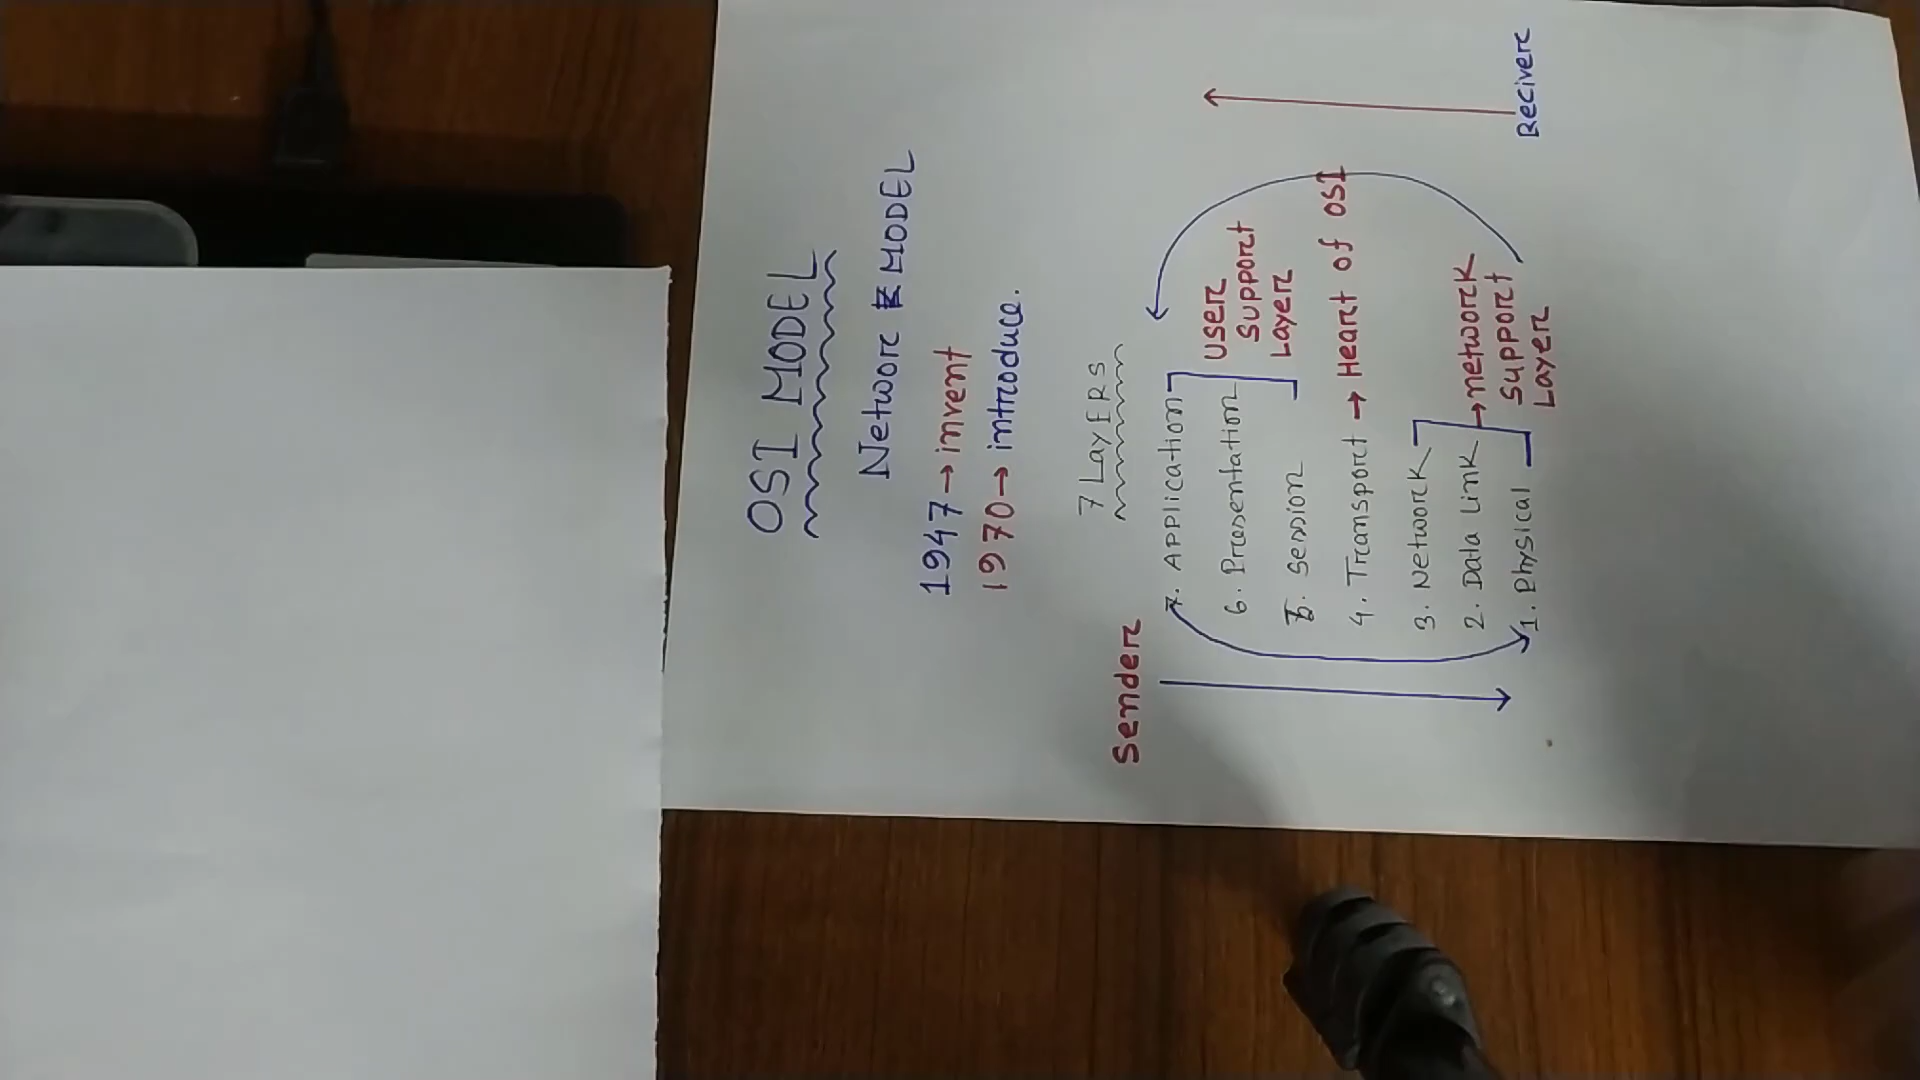 OSI MODEL
Network MODEL
1947 → invent
1970 → introduce.
7 LayERS
Sender
7. APPlication
6. Presentation
5. Session
User
Support
Layer
4. Transport → Heart of OSI
3. Network
2. Data Link
1. Physical
→ network
Support
Layer
Reciver